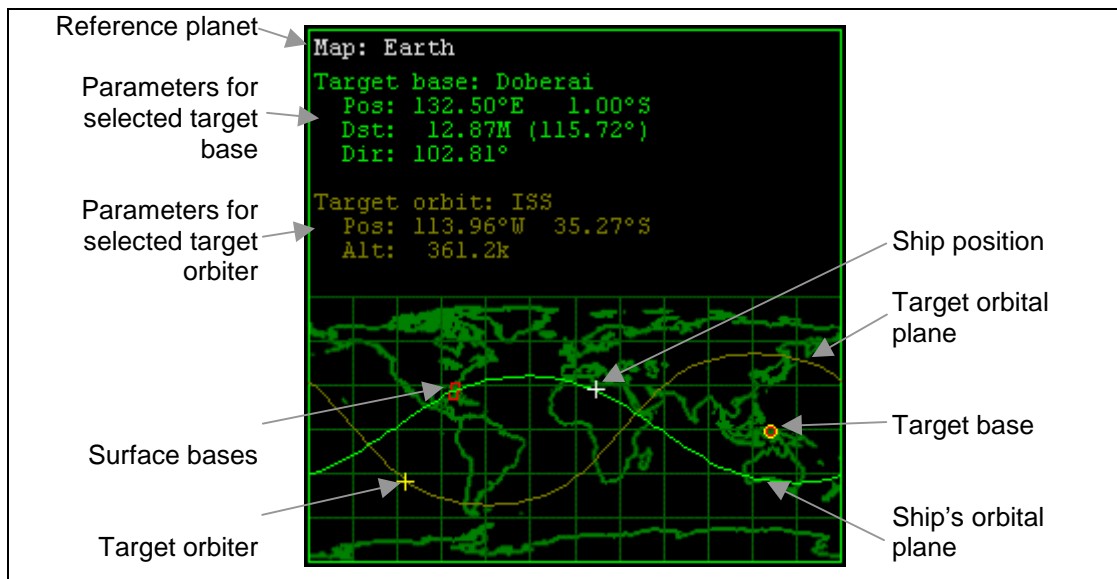 Reference planet
Parameters for
selected target
base
Parameters for
selected target
orbiter
Surface bases
Target orbiter
Map: Earth
Target base: Doberai
Pos: 132.50°E 1.00°S
Dst: 12.87M (115.72°)
Dir: 102.81°
Target orbit: ISS
Pos: 113.96°W 35.27°S
Alt: 361.2k
Ship position
Target orbital
plane
Target base
Ship's orbital
plane